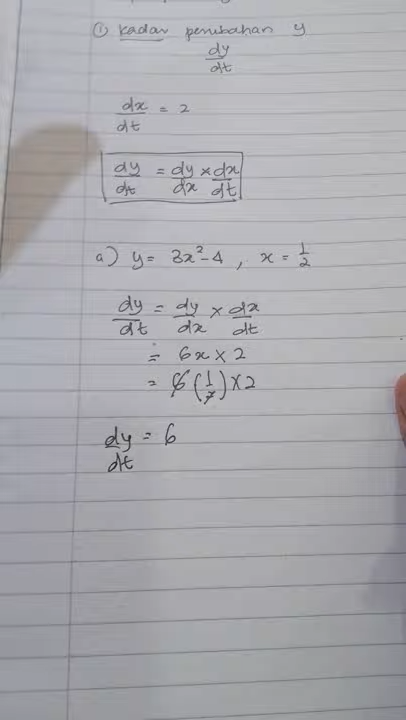 ① kadar perubahan y
dy/dt
dx/dt = 2
dy/dt = dy/dx × dx/dt
a) y = 3x²-4 , x = 1/2
dy/dt = dy/dx × dx/dt
= 6x × 2
= 6(1/2) × 2
dy/dt = 6